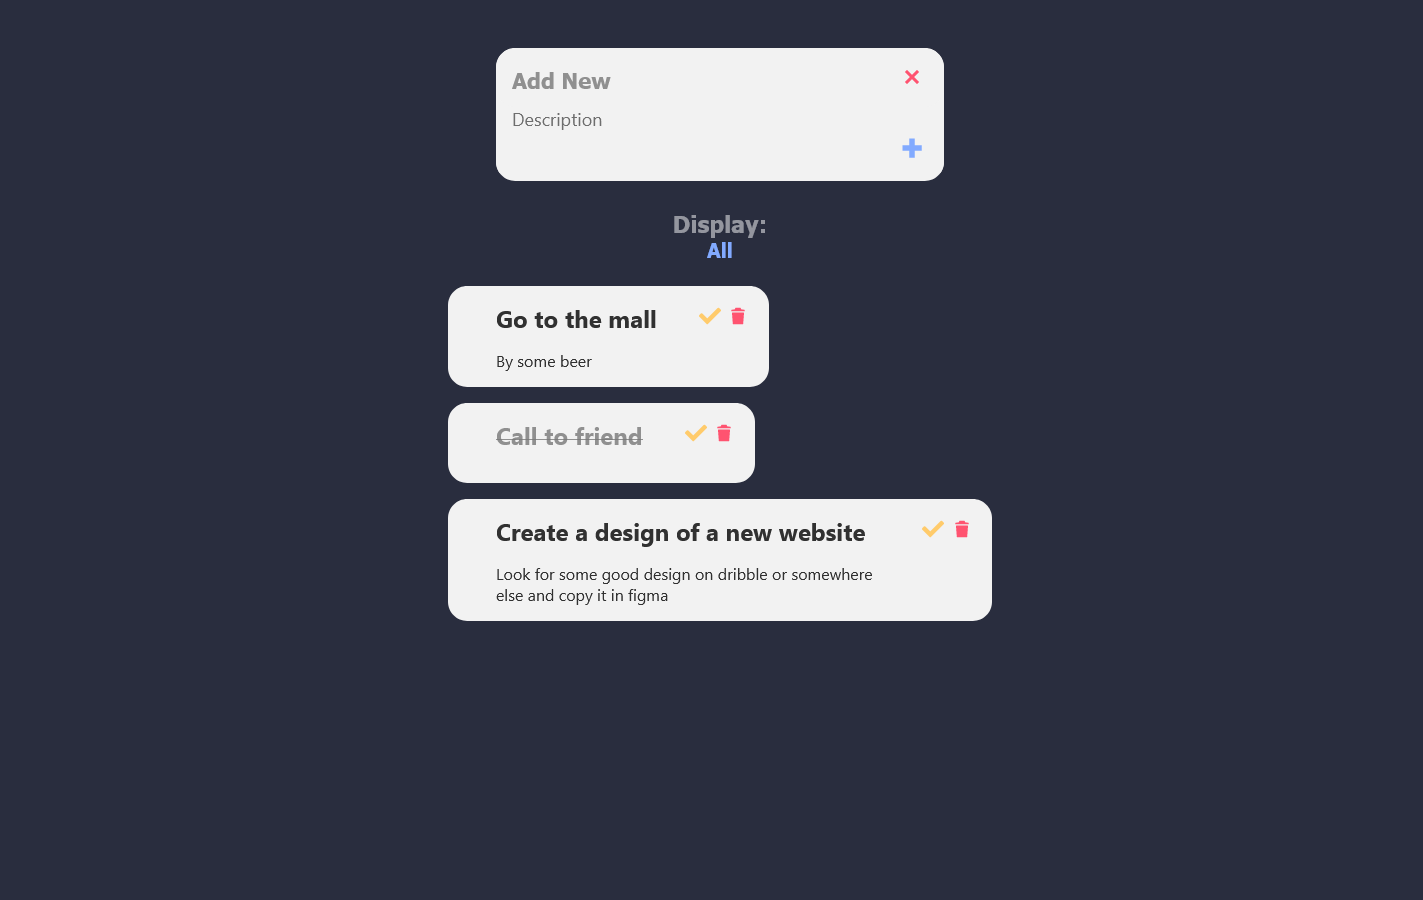 Add New
Description
Display:
All
Go to the mall
By some beer
Call to friend
Create a design of a new website
Look for some good design on dribble or somewhere
else and copy it in figma